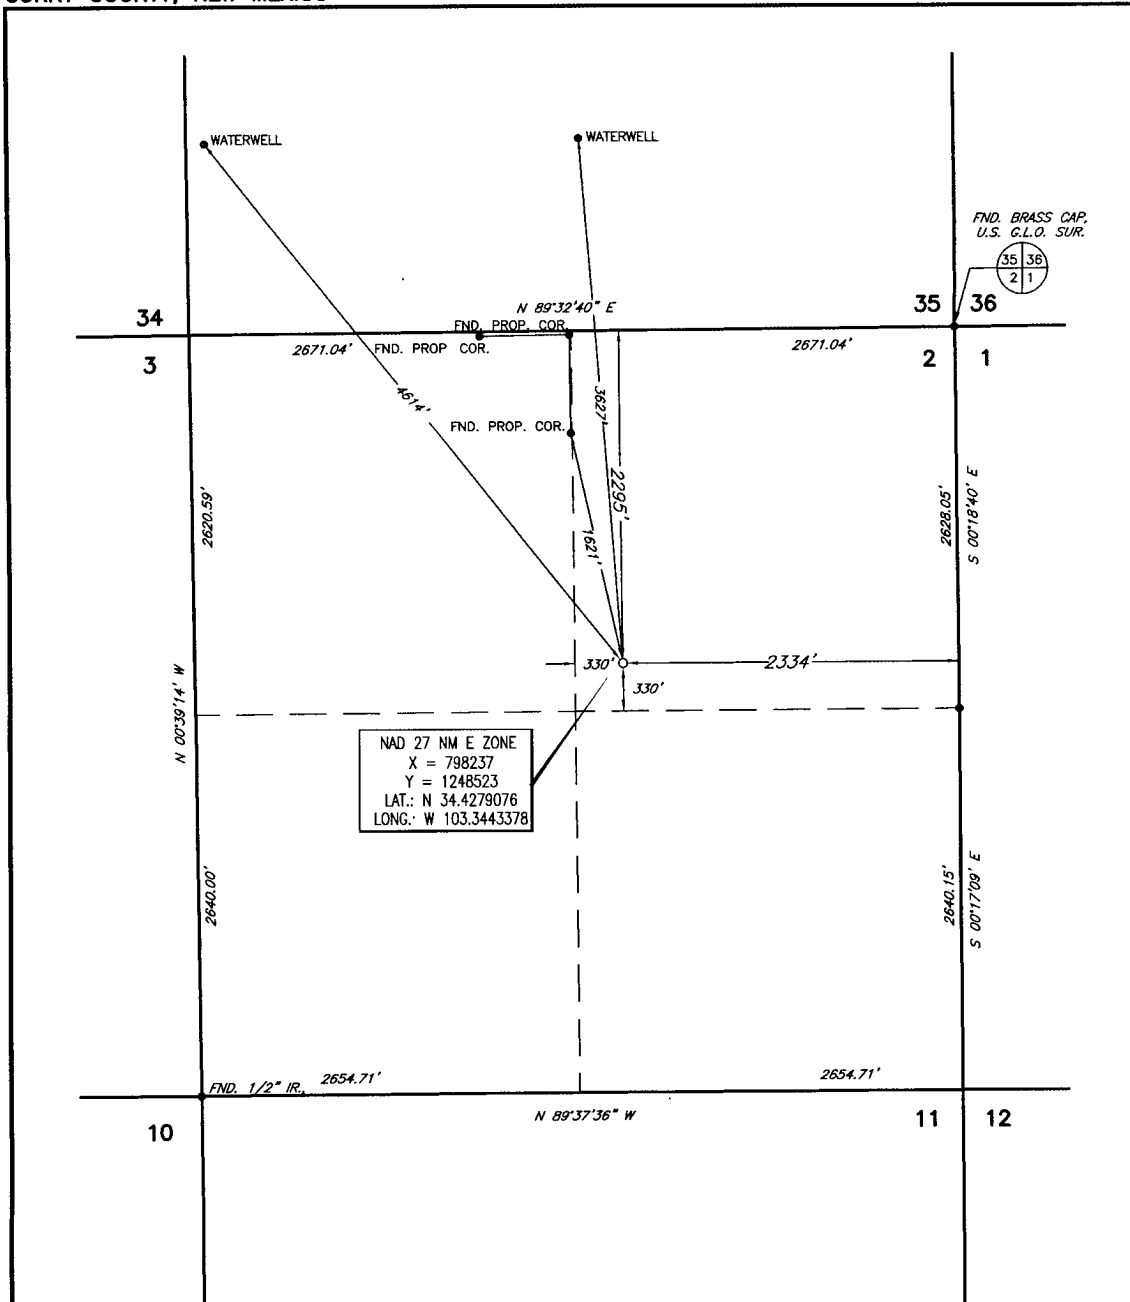 WATERWELL
WATERWELL
FND. BRASS CAP,
U.S. G.L.O. SUR.
35 36
2 1
34
N 89°32'40" E
35 36
FND. PROP. COR.
3
2671.04'
FND. PROP COR.
2671.04'
2 1
4614'
3627'
FND. PROP. COR.
2295'
2620.59'
2628.05'
S 00°18'40" E
1621'
330'
2334'
330'
N 00°39'14' W
NAD 27 NM E ZONE
X = 798237
Y = 1248523
LAT.: N 34.4279076
LONG.: W 103.3443378
2640.00'
2640.15'
S 00°17'09' E
FND. 1/2" IR.
2654.71'
2654.71'
N 89°37'36" W
10
11 12